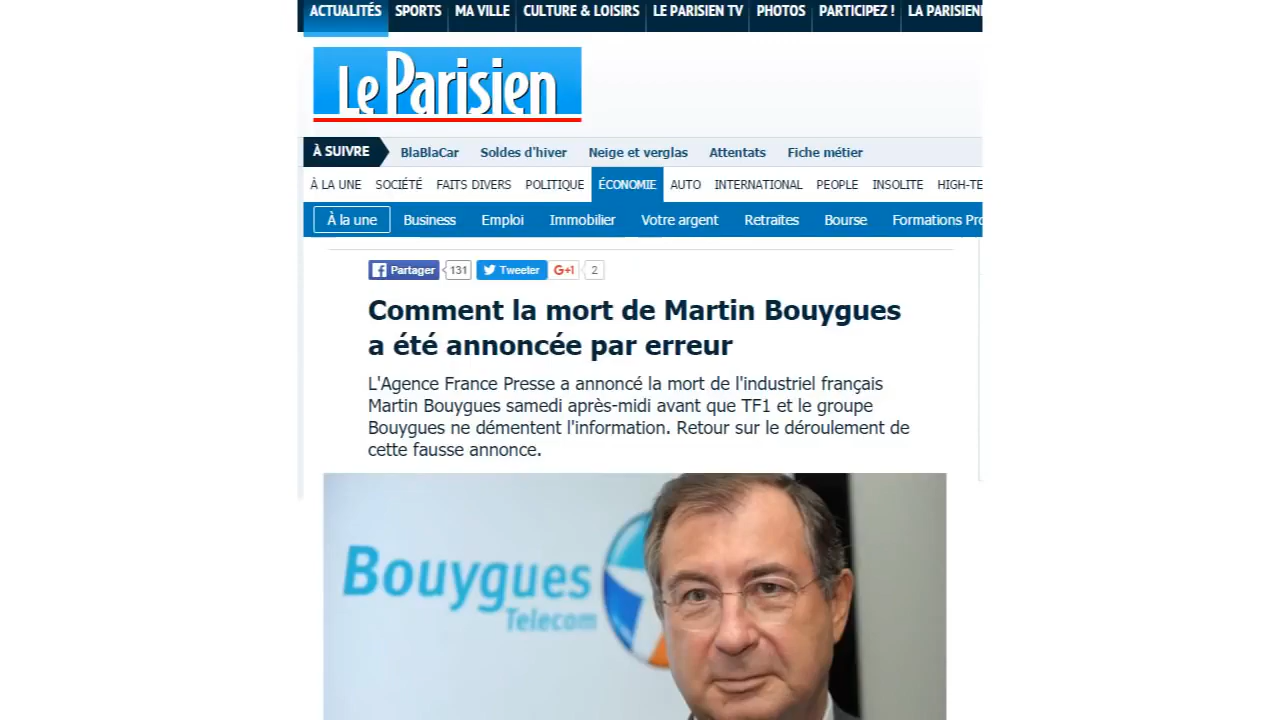 ACTUALITÉS SPORTS MA VILLE CULTURE & LOISIRS LE PARISIEN TV PHOTOS PARTICIPEZ ! LA PARISIEN
Le Parisien
À SUIVRE BlaBlaCar Soldes d'hiver Neige et verglas Attentats Fiche métier
À LA UNE SOCIÉTÉ FAITS DIVERS POLITIQUE ÉCONOMIE AUTO INTERNATIONAL PEOPLE INSOLITE HIGH-TE
À la une Business Emploi Immobilier Votre argent Retraites Bourse Formations Pro
Partager 131 Tweeter G+1 2
Comment la mort de Martin Bouygues
a été annoncée par erreur
L'Agence France Presse a annoncé la mort de l'industriel français
Martin Bouygues samedi après-midi avant que TF1 et le groupe
Bouygues ne démentent l'information. Retour sur le déroulement de
cette fausse annonce.
Bouygues
Telecom